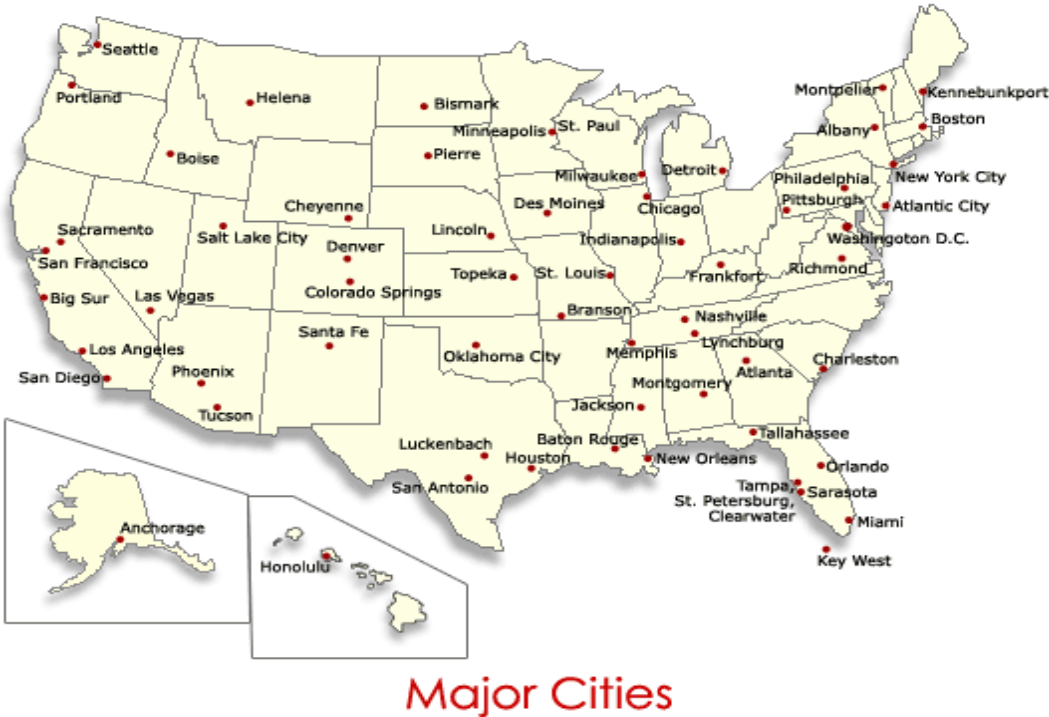 Seattle
Portland
Helena
Bismark
Minneapolis
St. Paul
Montpelier
Kennebunkport
Boston
Albany
Boise
Pierre
Milwaukee
Detroit
New York City
Philadelphia
Pittsburgh
Atlantic City
Cheyenne
Des Moines
Chicago
Sacramento
Salt Lake City
Denver
Lincoln
Indianapolis
Washingoton D.C.
San Francisco
Topeka
St. Louis
Frankfort
Richmond
Big Sur
Las Vegas
Colorado Springs
Branson
Nashville
Los Angeles
Santa Fe
Oklahoma City
Memphis
Lynchburg
Charleston
San Diego
Phoenix
Montgomery
Atlanta
Tucson
Jackson
Luckenbach
Houston
Baton Rouge
New Orleans
Tallahassee
San Antonio
Orlando
Tampa,
St. Petersburg,
Clearwater
Sarasota
Miami
Key West
Anchorage
Honolulu
Major Cities